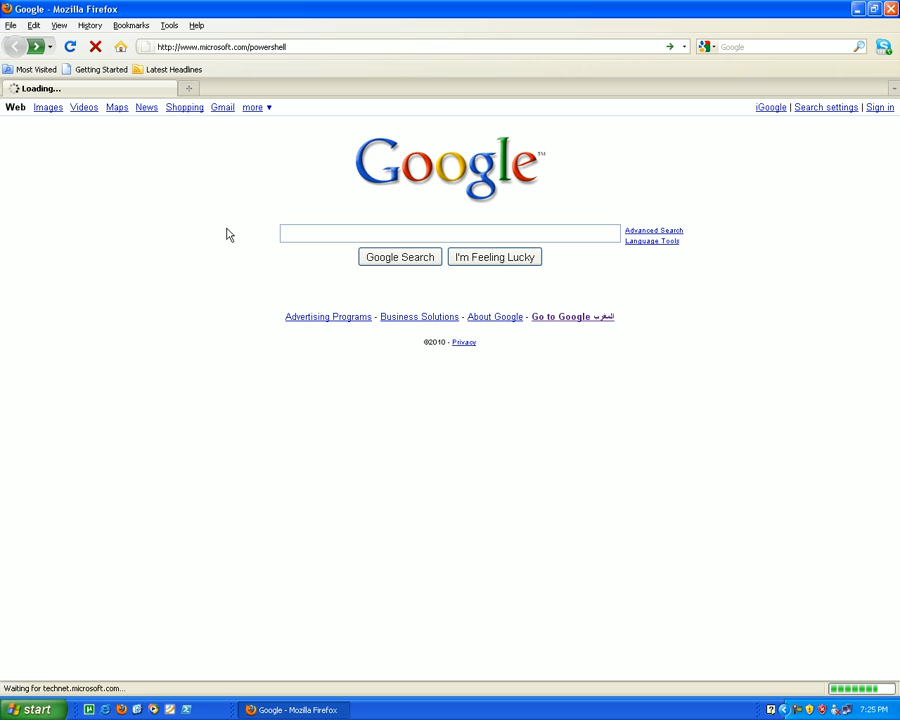 Google - Mozilla Firefox
File Edit View History Bookmarks Tools Help
http://www.microsoft.com/powershell Google
Most Visited Getting Started Latest Headlines
Loading...
Web Images Videos Maps News Shopping Gmail more ▼ iGoogle | Search settings | Sign in
Google™
Advanced Search
Language Tools
Google Search I'm Feeling Lucky
Advertising Programs - Business Solutions - About Google - Go to Google المغرب
©2010 - Privacy
Waiting for technet.microsoft.com...
start Google - Mozilla Firefox 7:25 PM